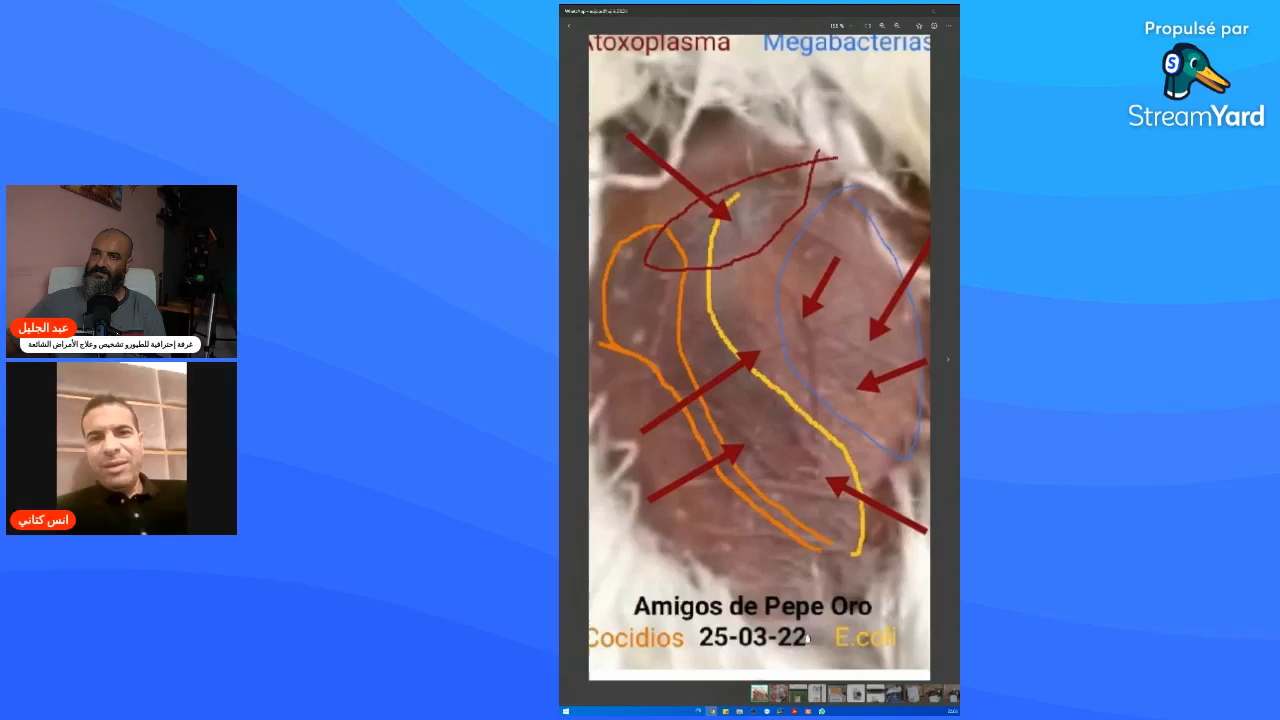 Propulsé par
StreamYard
Atoxoplasma Megabacterias
عبد الجليل
غرفة إحترافية للطيورو تشخيص وعلاج الأمراض الشائعة
انس كتاني
Amigos de Pepe Oro
Cocidios 25-03-22 E.coli